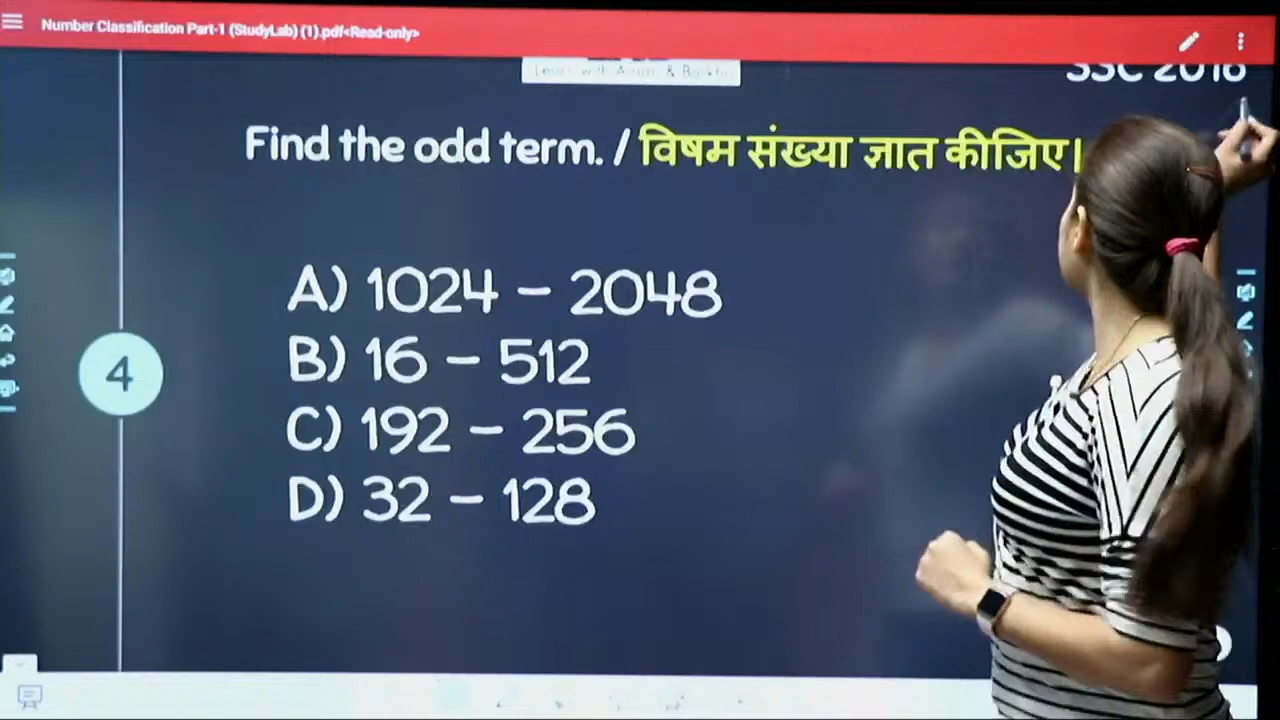 Number Classification Part-1 (StudyLab) (1).pdf<Read-only>
SSC 2016
Find the odd term. / विषम संख्या ज्ञात कीजिए।
A) 1024 – 2048
B) 16 – 512
C) 192 – 256
D) 32 – 128
4